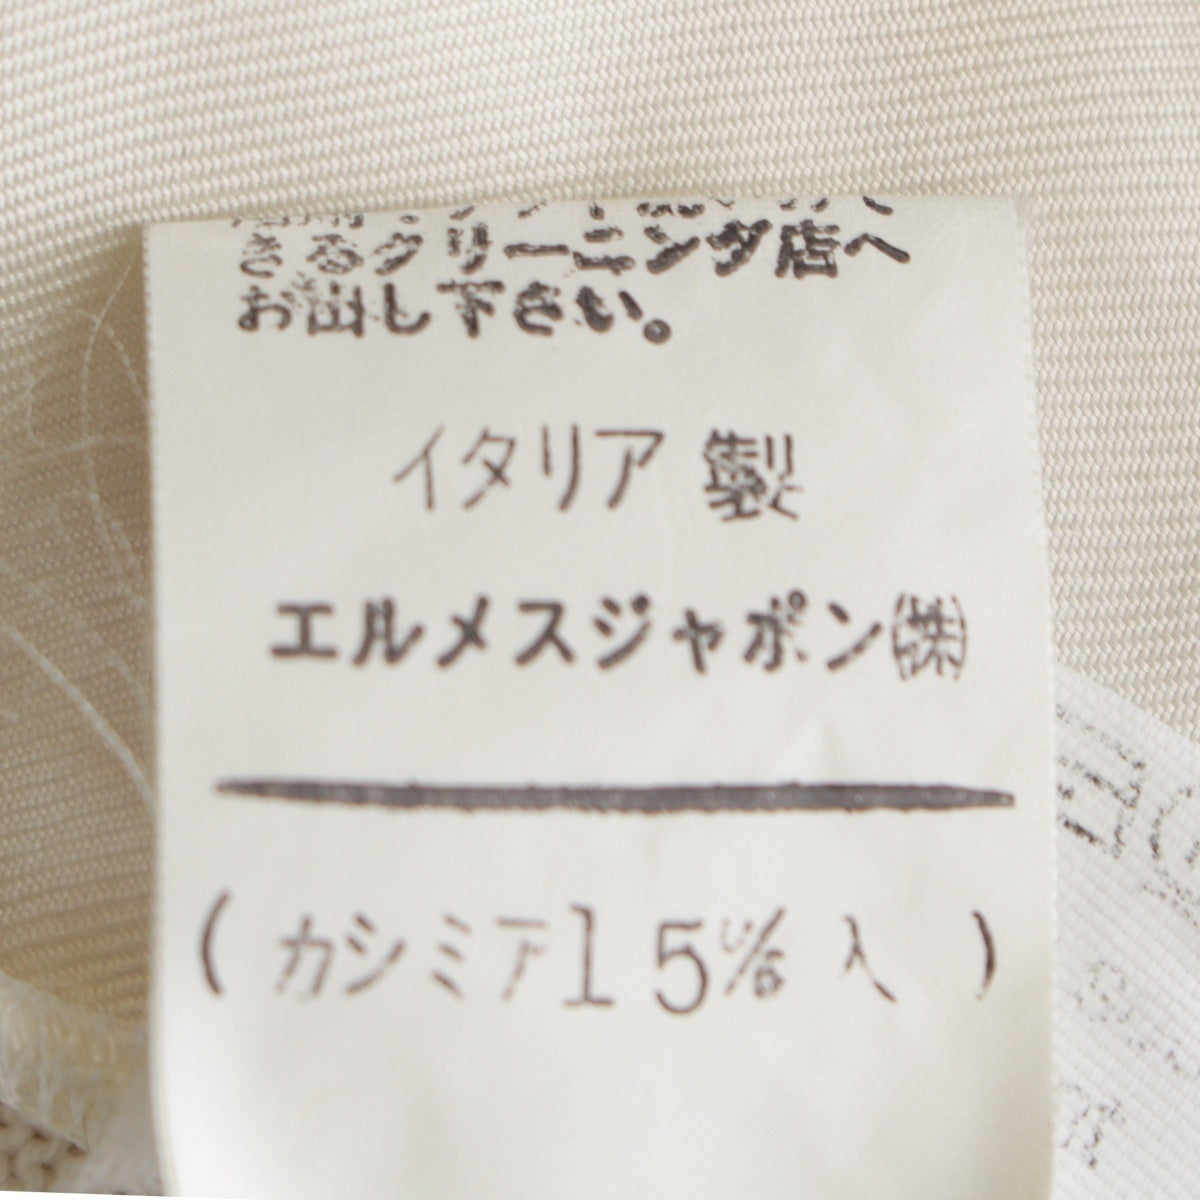 きるクリーニング店へ
お出し下さい。
イタリア製
エルメスジャポン㈱
(カシミア15%入)